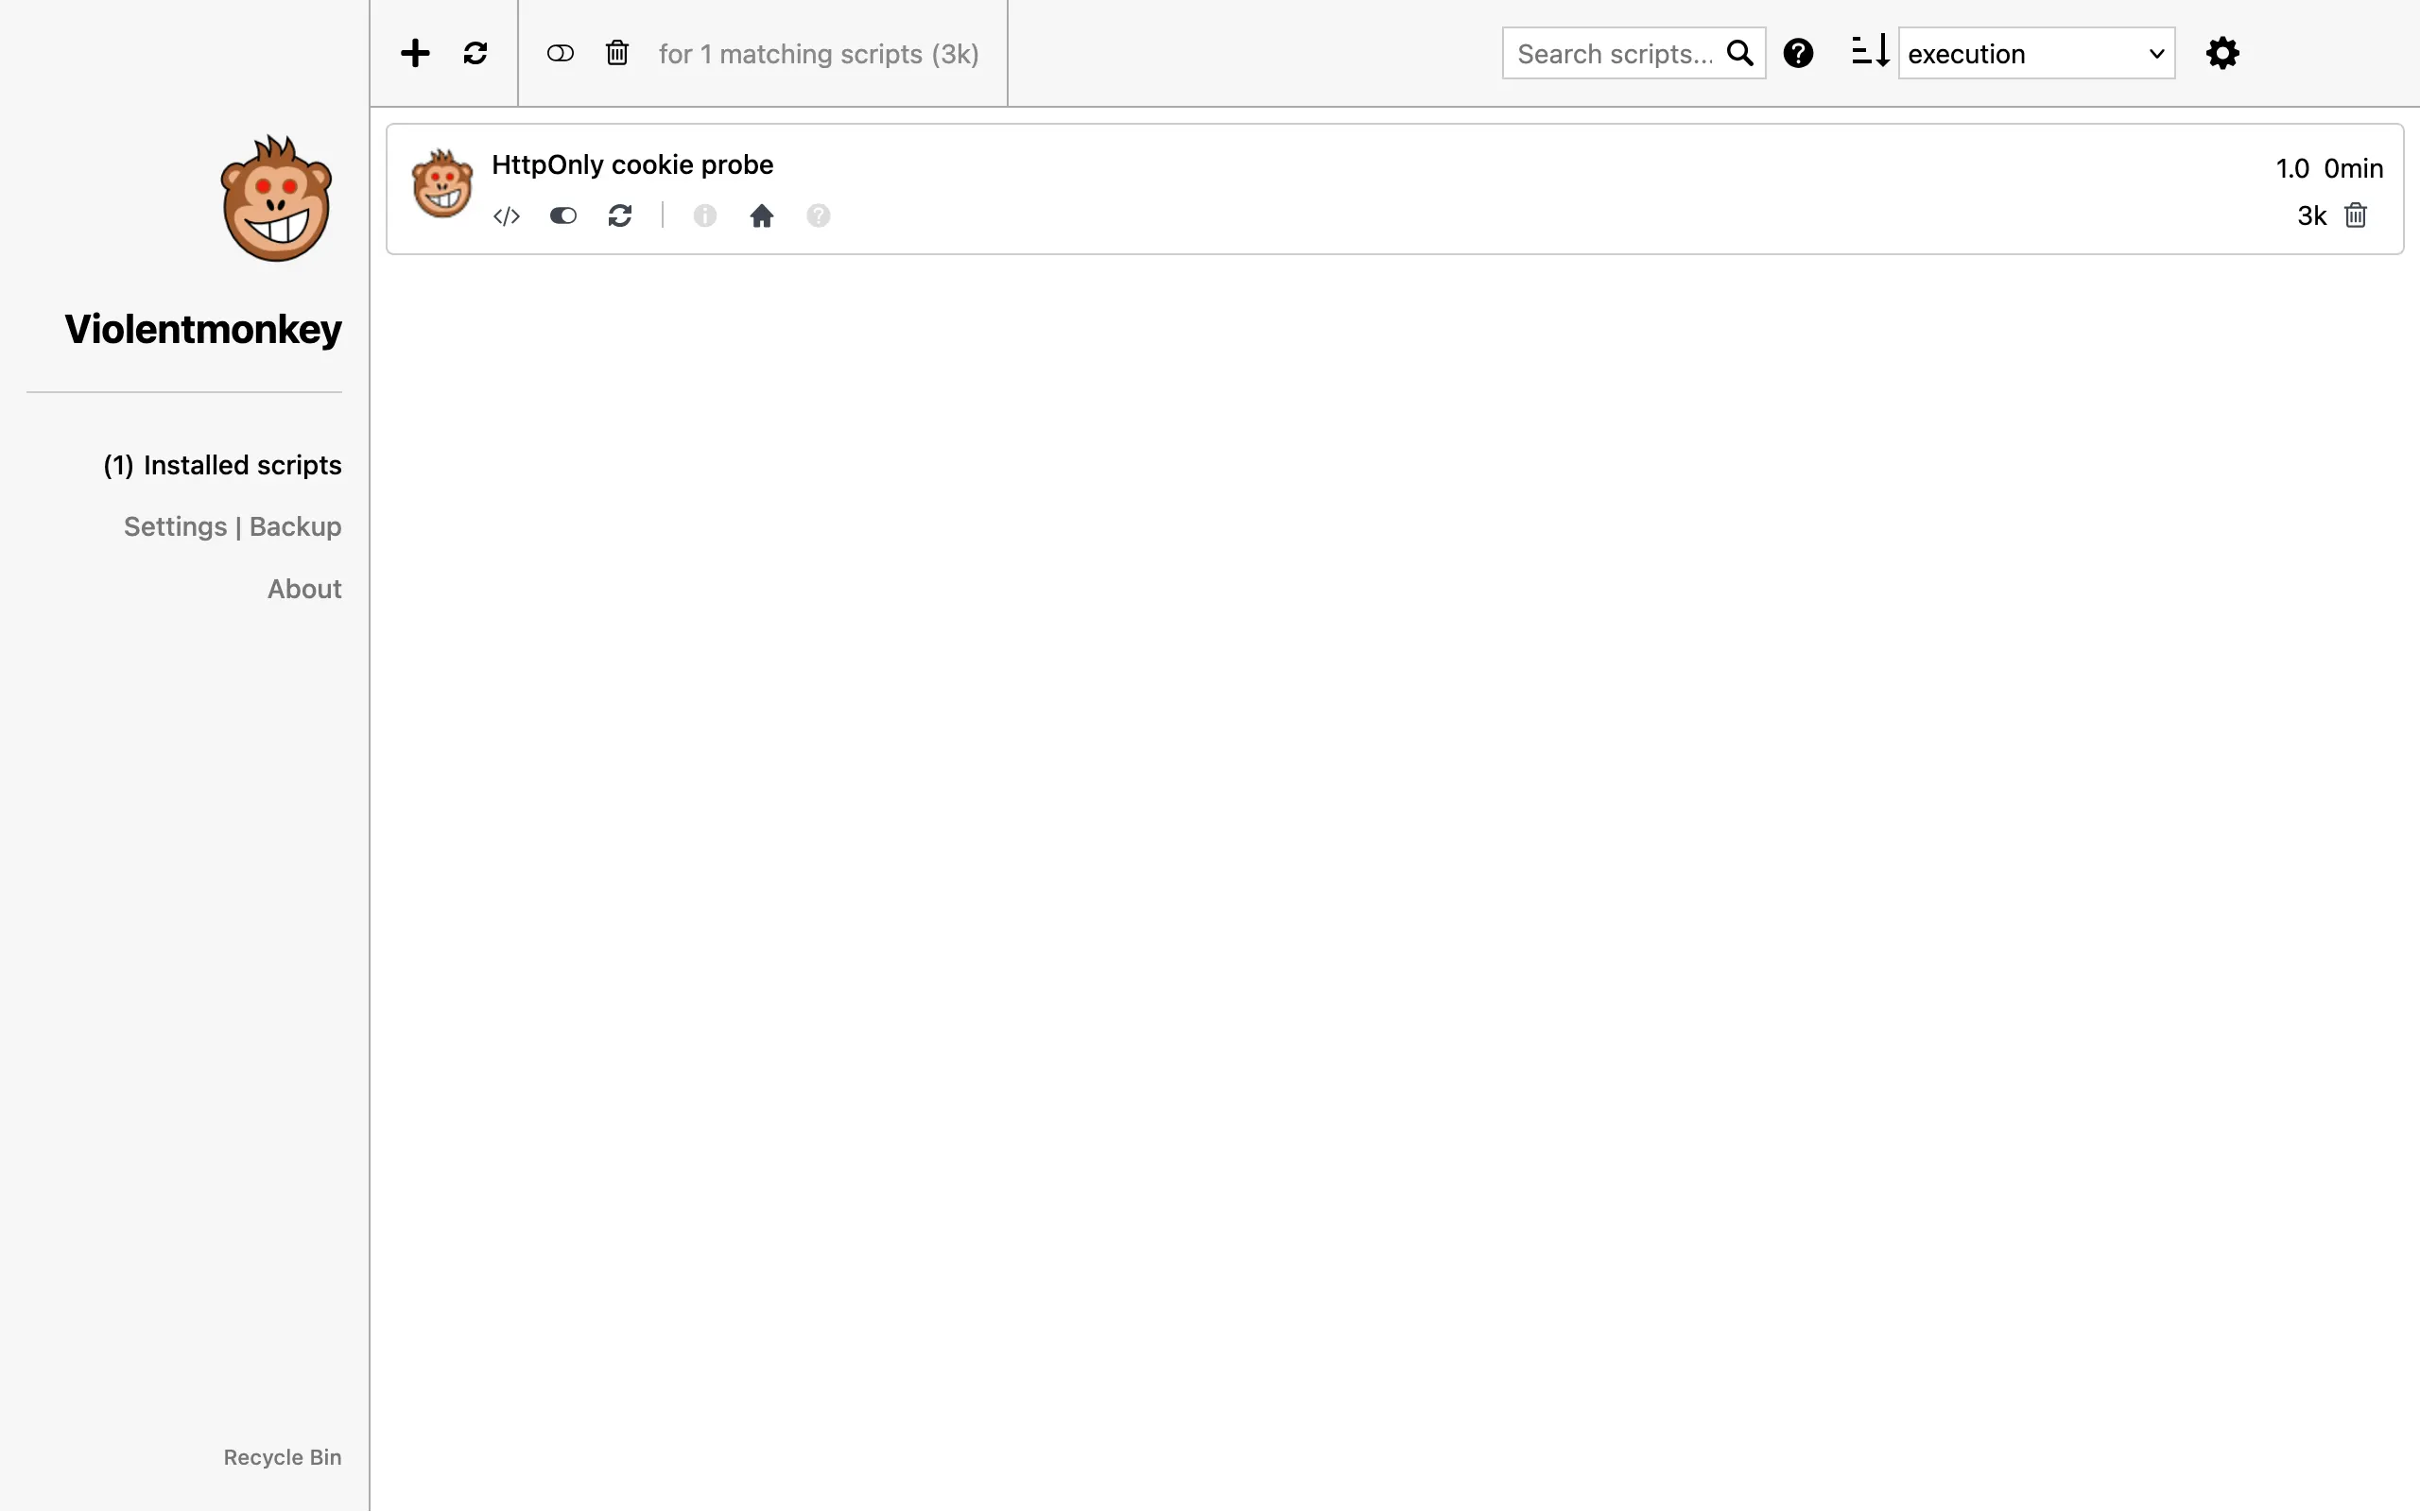 for 1 matching scripts (3k)
Search scripts...
execution
Violentmonkey
(1) Installed scripts
Settings | Backup
About
Recycle Bin
HttpOnly cookie probe
1.0 0min
3k